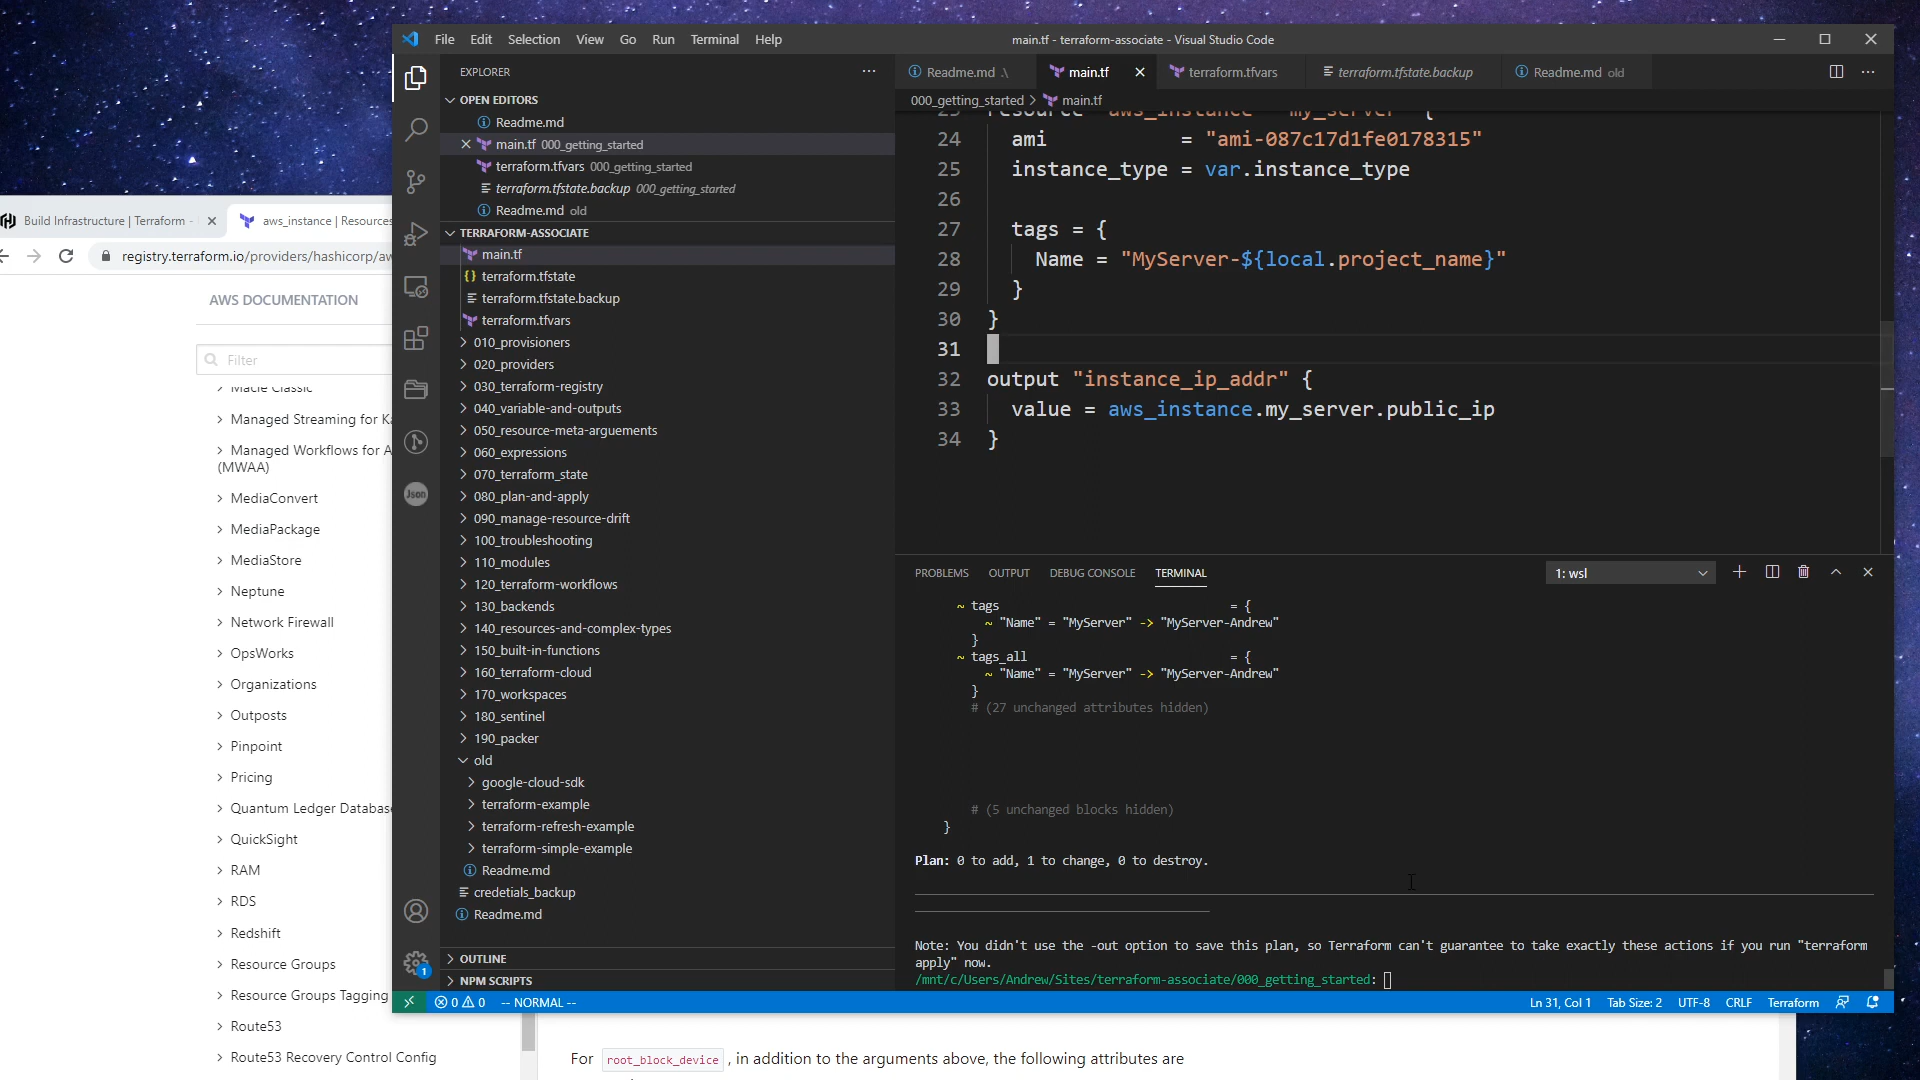 File Edit Selection View Go Run Terminal Help
main.tf - terraform-associate - Visual Studio Code
EXPLORER
OPEN EDITORS
Readme.md
main.tf 000_getting_started
terraform.tfvars 000_getting_started
terraform.tfstate.backup 000_getting_started
Readme.md old
TERRAFORM-ASSOCIATE
main.tf
terraform.tfstate
terraform.tfstate.backup
terraform.tfvars
010_provisioners
020_providers
030_terraform-registry
040_variable-and-outputs
050_resource-meta-arguements
060_expressions
070_terraform_state
080_plan-and-apply
090_manage-resource-drift
100_troubleshooting
110_modules
120_terraform-workflows
130_backends
140_resources-and-complex-types
150_built-in-functions
160_terraform-cloud
170_workspaces
180_sentinel
190_packer
old
google-cloud-sdk
terraform-example
terraform-refresh-example
terraform-simple-example
Readme.md
credetials_backup
Readme.md
OUTLINE
NPM SCRIPTS
Json
1
Readme.md .\
main.tf
terraform.tfvars
terraform.tfstate.backup
Readme.md old
000_getting_started > main.tf
23 resource "aws_instance" "my_server" {
24 ami = "ami-087c17d1fe0178315"
25 instance_type = var.instance_type
26
27 tags = {
28 Name = "MyServer-${local.project_name}"
29 }
30 }
31
32 output "instance_ip_addr" {
33 value = aws_instance.my_server.public_ip
34 }
PROBLEMS OUTPUT DEBUG CONSOLE TERMINAL
1: wsl
~ tags = {
~ "Name" = "MyServer" -> "MyServer-Andrew"
}
~ tags_all = {
~ "Name" = "MyServer" -> "MyServer-Andrew"
}
# (27 unchanged attributes hidden)
# (5 unchanged blocks hidden)
}
Plan: 0 to add, 1 to change, 0 to destroy.
Note: You didn't use the -out option to save this plan, so Terraform can't guarantee to take exactly these actions if you run "terraform
apply" now.
/mnt/c/Users/Andrew/Sites/terraform-associate/000_getting_started:
0 0 -- NORMAL --
Ln 31, Col 1 Tab Size: 2 UTF-8 CRLF Terraform
Build Infrastructure | Terraform -
aws_instance | Resources
registry.terraform.io/providers/hashicorp/aw
AWS DOCUMENTATION
Filter
Macie Classic
Managed Streaming for Ka
Managed Workflows for A
(MWAA)
MediaConvert
MediaPackage
MediaStore
Neptune
Network Firewall
OpsWorks
Organizations
Outposts
Pinpoint
Pricing
Quantum Ledger Database
QuickSight
RAM
RDS
Redshift
Resource Groups
Resource Groups Tagging
Route53
Route53 Recovery Control Config
For root_block_device , in addition to the arguments above, the following attributes are